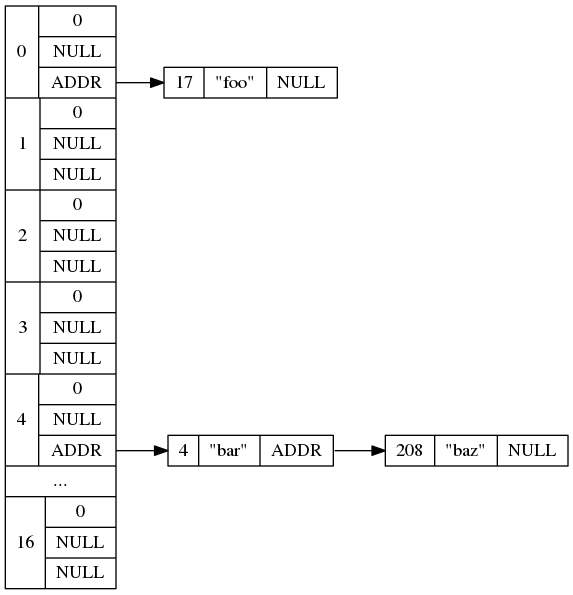 0
0
NULL
ADDR
17 "foo" NULL
1
0
NULL
NULL
2
0
NULL
NULL
3
0
NULL
NULL
4
0
NULL
ADDR
4 "bar" ADDR
208 "baz" NULL
...
16
0
NULL
NULL